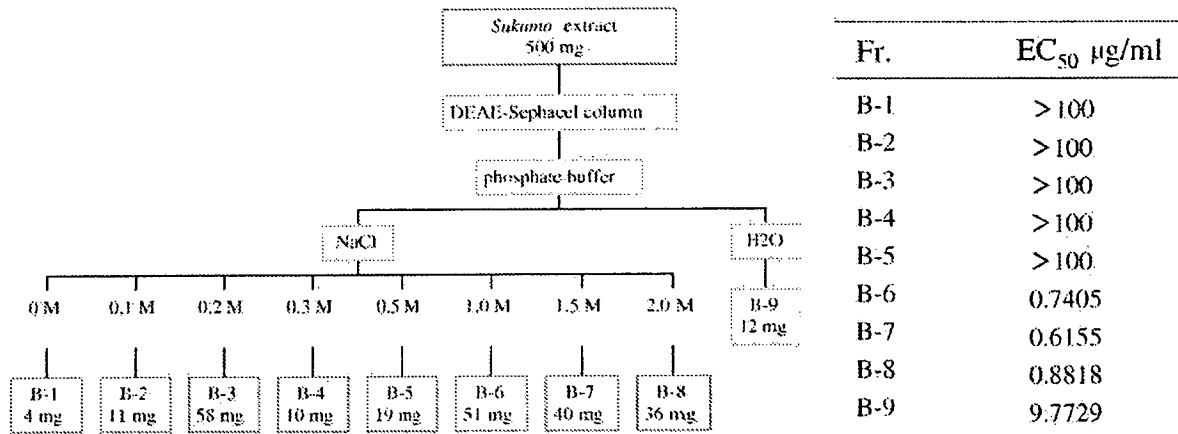 Sukumo extract
500 mg
DEAE-Sephacel column
phosphate buffer
NaCl
H2O
0 M 0.1 M 0.2 M 0.3 M 0.5 M 1.0 M 1.5 M 2.0 M
B-9
12 mg
B-1
4 mg
B-2
11 mg
B-3
58 mg
B-4
10 mg
B-5
19 mg
B-6
51 mg
B-7
40 mg
B-8
36 mg
Fr. EC50 µg/ml
B-1 >100
B-2 >100
B-3 >100
B-4 >100
B-5 >100
B-6 0.7405
B-7 0.6155
B-8 0.8818
B-9 9.7729